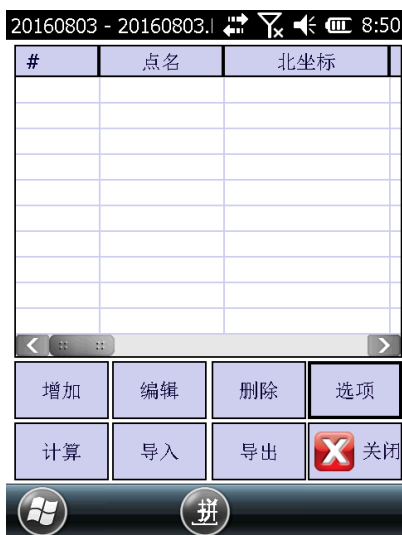 20160803 - 20160803.l 8:50
# 点名 北坐标
增加 编辑 删除 选项
计算 导入 导出 关闭
拼